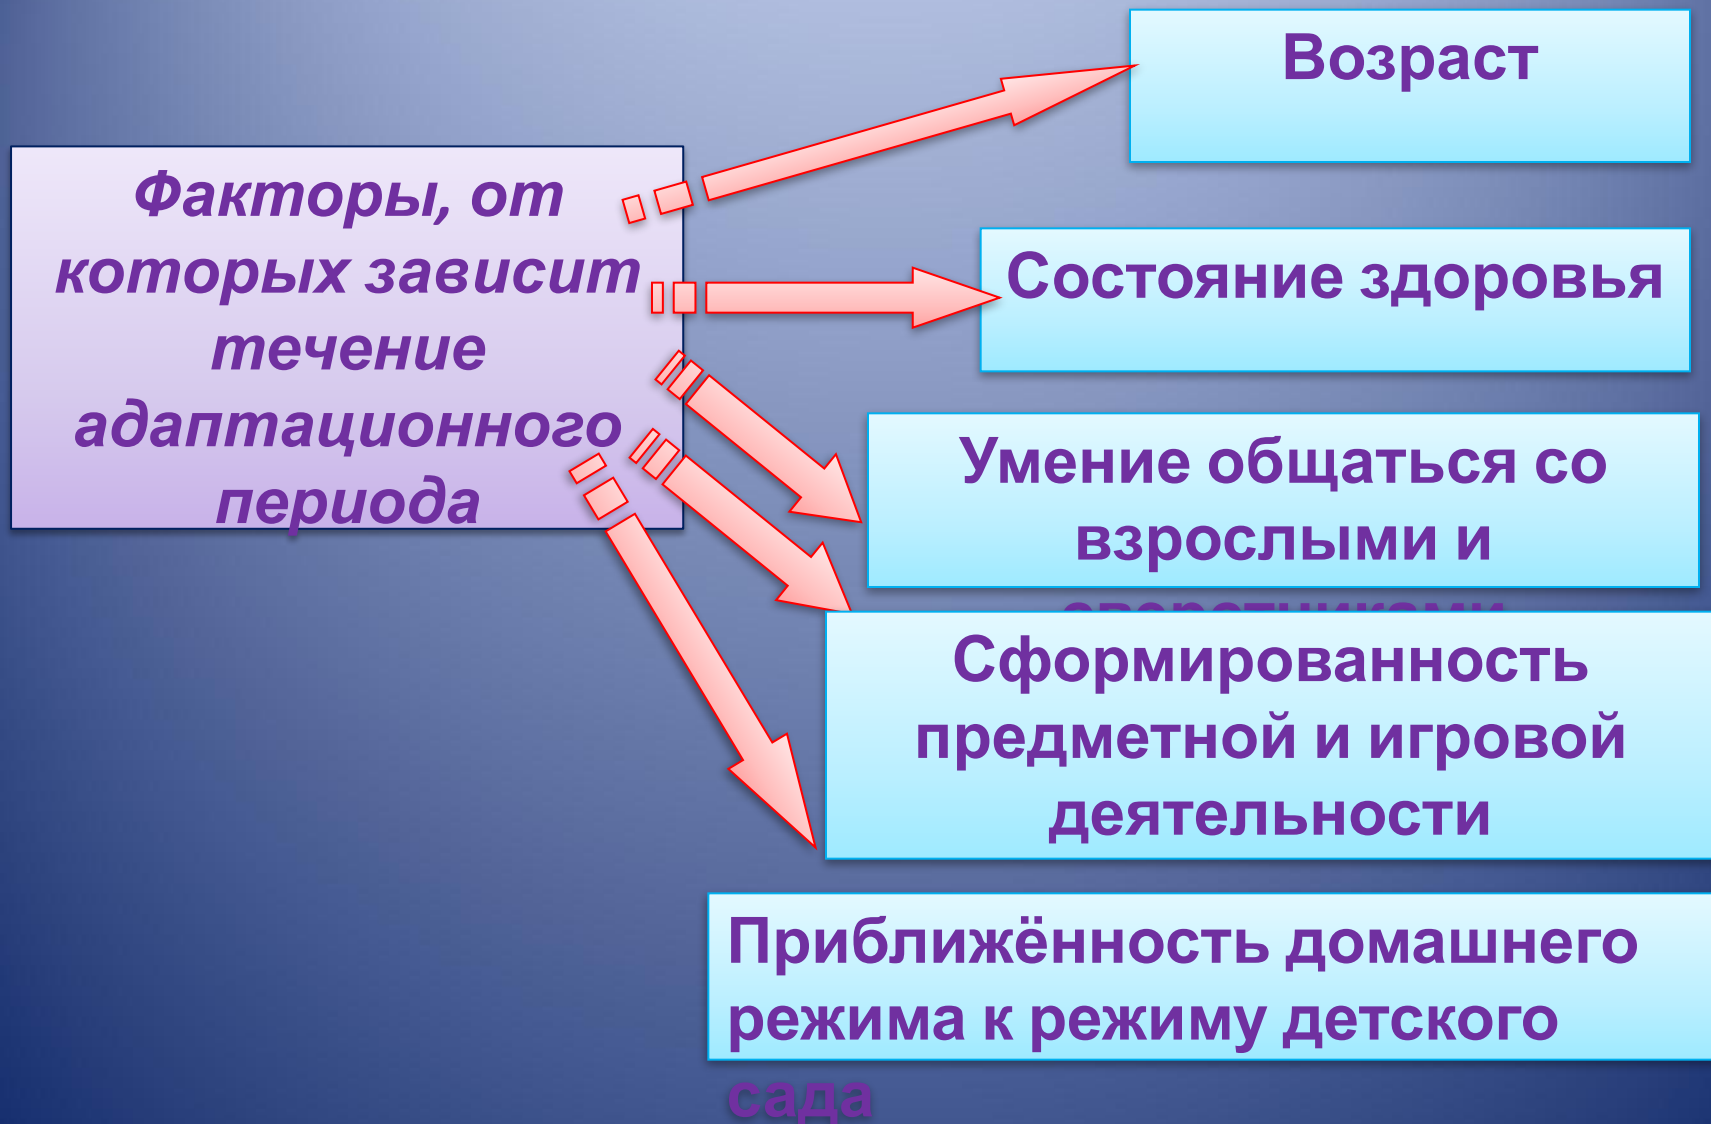 Факторы, от
которых зависит
течение
адаптационного
периода
Возраст
Состояние здоровья
Умение общаться со
взрослыми и
сверстниками
Сформированность
предметной и игровой
деятельности
Приближённость домашнего
режима к режиму детского
сада